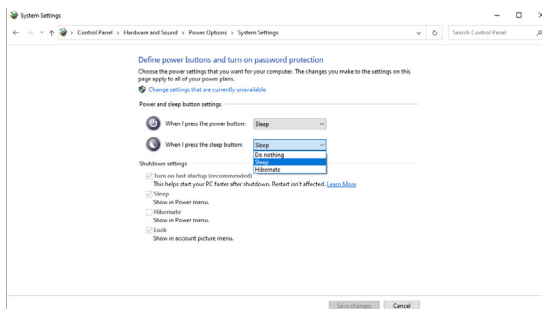 System Settings
Control Panel > Hardware and Sound > Power Options > System Settings
Search Control Panel
Define power buttons and turn on password protection
Choose the power settings that you want for your computer. The changes you make to the settings on this
page apply to all of your power plans.
Change settings that are currently unavailable.
Power and sleep button settings
When I press the power button: Sleep
When I press the sleep button: Sleep
Do nothing
Sleep
Hibernate
Shutdown settings
Turn on fast startup (recommended)
This helps start your PC faster after shutdown. Restart isn't affected. Learn More
Sleep
Show in Power menu.
Hibernate
Show in Power menu.
Lock
Show in account picture menu.
Save changes Cancel